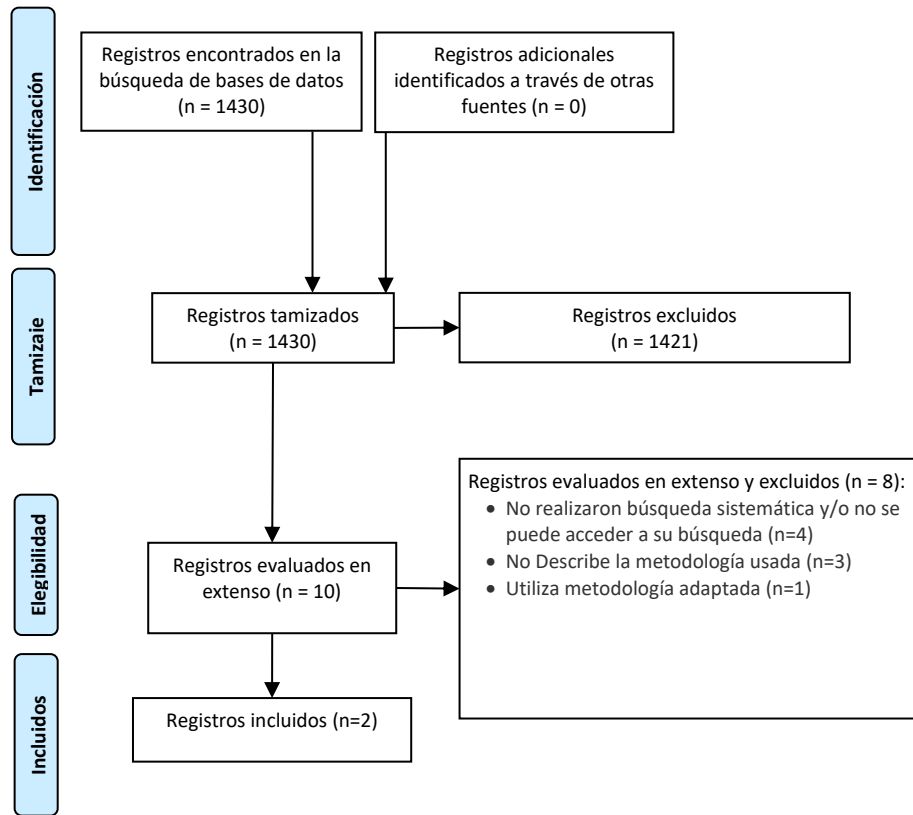 Identificación
Registros encontrados en la
búsqueda de bases de datos
(n = 1430)
Registros adicionales
identificados a través de otras
fuentes (n = 0)
Tamizaie
Registros tamizados
(n = 1430)
Registros excluidos
(n = 1421)
Elegibilidad
Registros evaluados en
extenso (n = 10)
Registros evaluados en extenso y excluidos (n = 8):
• No realizaron búsqueda sistemática y/o no se
puede acceder a su búsqueda (n=4)
• No Describe la metodología usada (n=3)
• Utiliza metodología adaptada (n=1)
Incluidos
Registros incluidos (n=2)